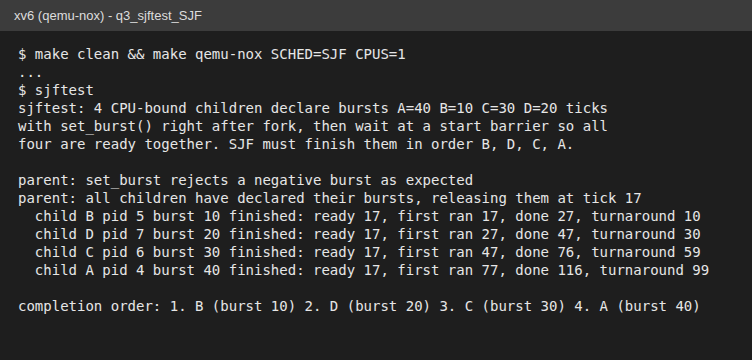 xv6 (qemu-nox) - q3_sjftest_SJF
$ make clean && make qemu-nox SCHED=SJF CPUS=1
...
$ sjftest
sjftest: 4 CPU-bound children declare bursts A=40 B=10 C=30 D=20 ticks
with set_burst() right after fork, then wait at a start barrier so all
four are ready together. SJF must finish them in order B, D, C, A.
parent: set_burst rejects a negative burst as expected
parent: all children have declared their bursts, releasing them at tick 17
child B pid 5 burst 10 finished: ready 17, first ran 17, done 27, turnaround 10
child D pid 7 burst 20 finished: ready 17, first ran 27, done 47, turnaround 30
child C pid 6 burst 30 finished: ready 17, first ran 47, done 76, turnaround 59
child A pid 4 burst 40 finished: ready 17, first ran 77, done 116, turnaround 99
completion order: 1. B (burst 10) 2. D (burst 20) 3. C (burst 30) 4. A (burst 40)